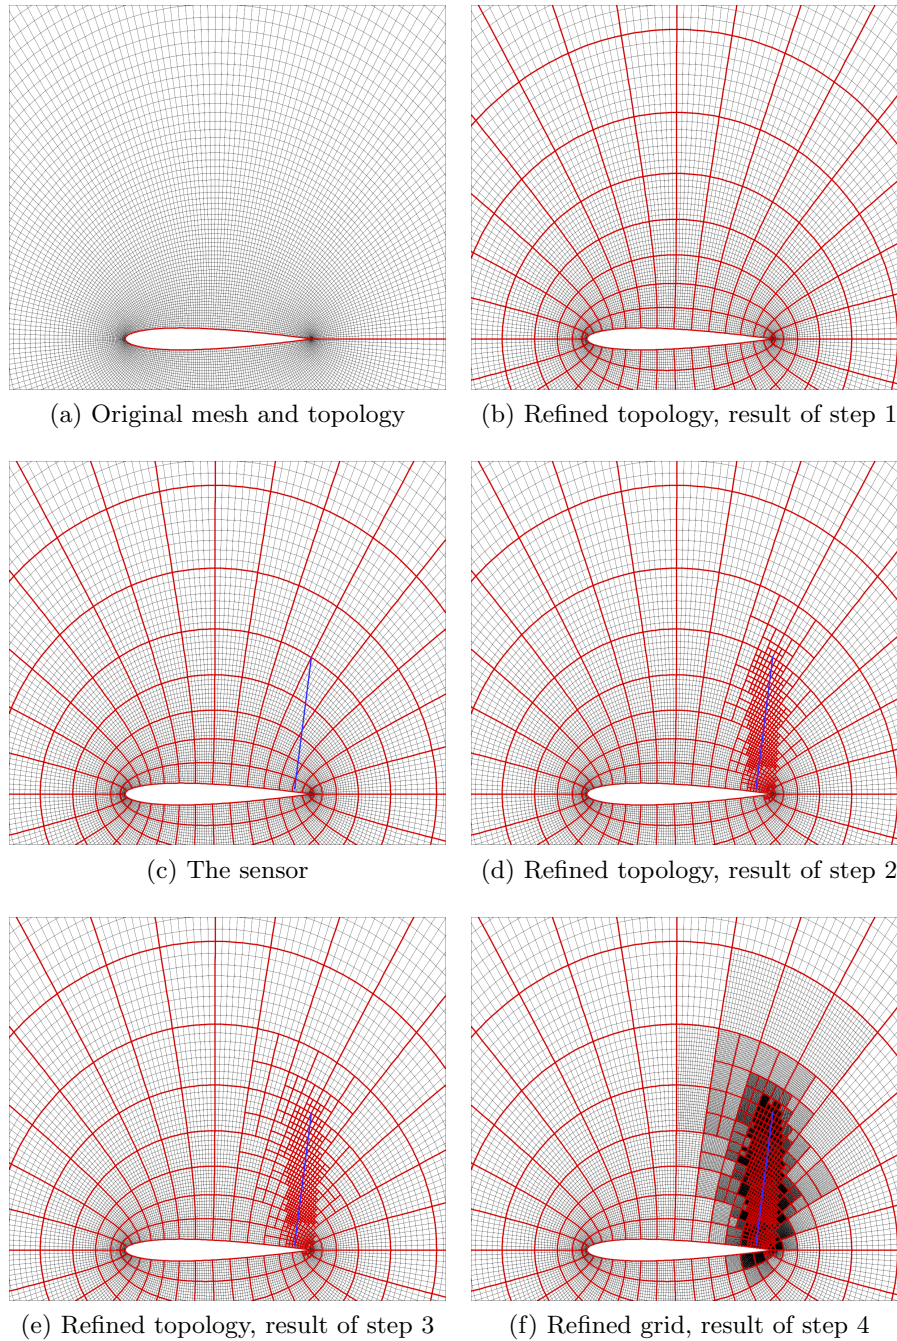 (a) Original mesh and topology
(b) Refined topology, result of step 1
(c) The sensor
(d) Refined topology, result of step 2
(e) Refined topology, result of step 3
(f) Refined grid, result of step 4